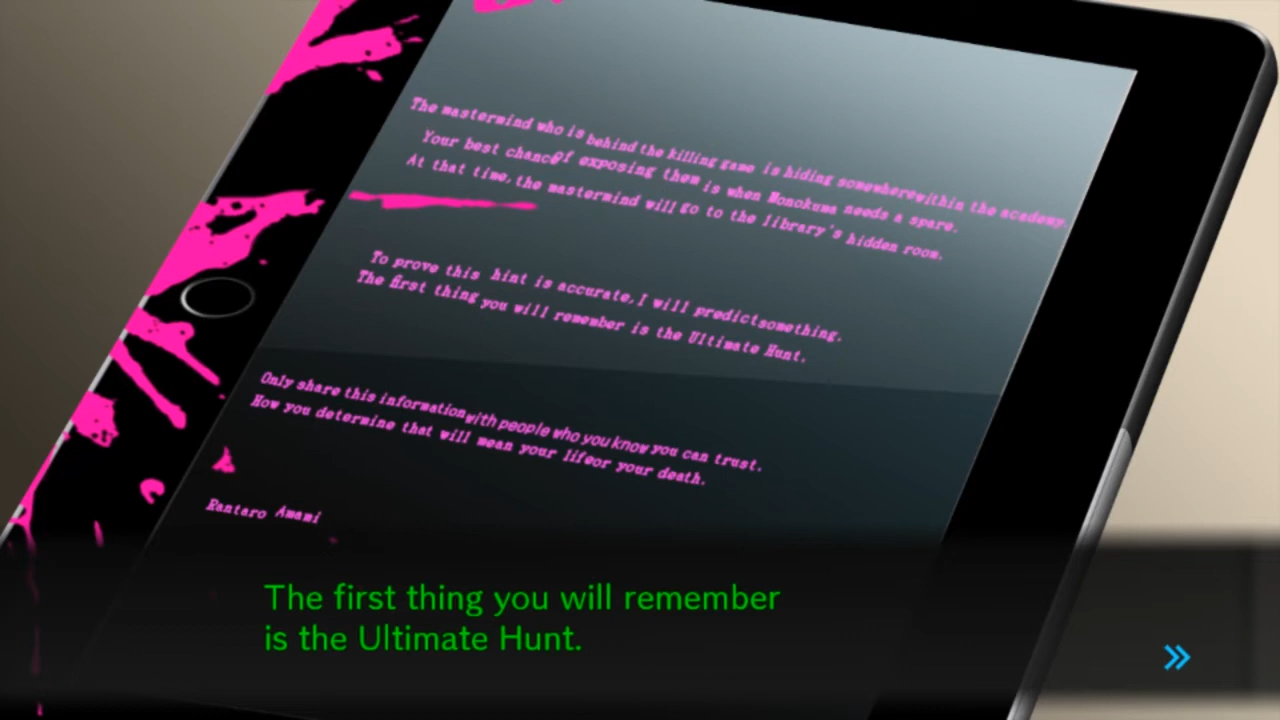 The mastermind who is behind the killing game is hiding somewhere within the academy.
Your best chance of exposing them is when Monokuma needs a spare.
At that time, the mastermind will go to the library's hidden room.
To prove this hint is accurate, I will predict something.
The first thing you will remember is the Ultimate Hunt.
Only share this information with people who you know you can trust.
How you determine that will mean your life or your death.
Rantaro Amami
The first thing you will remember
is the Ultimate Hunt.